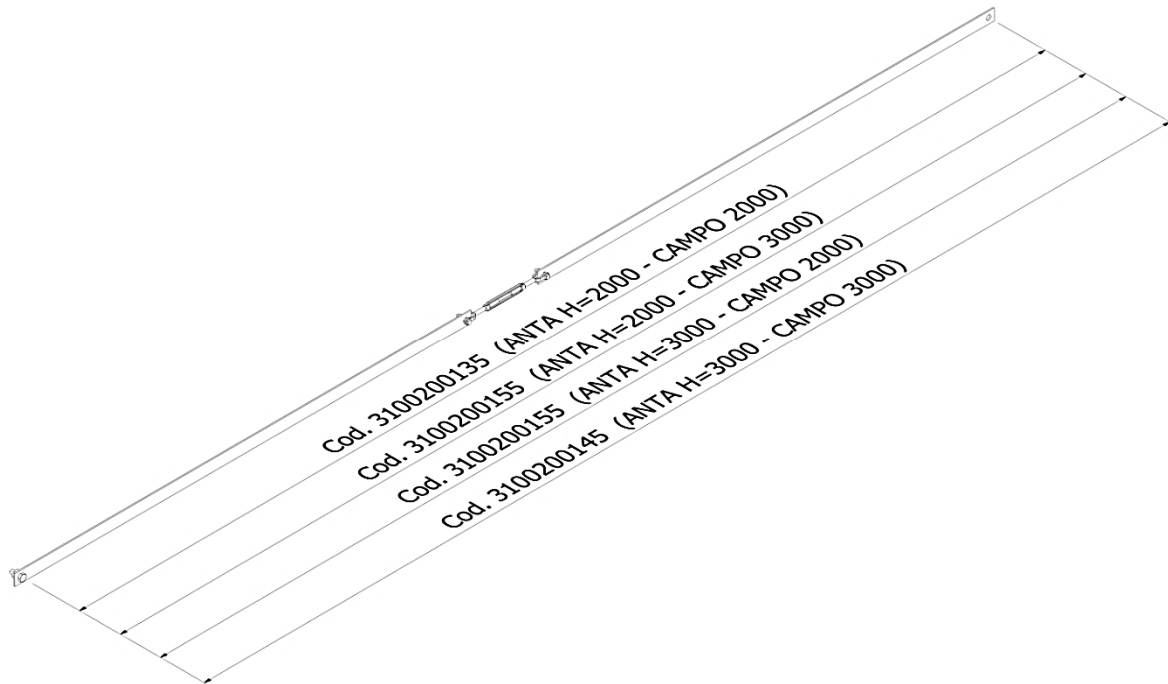 Cod. 3100200135 (ANTA H=2000 - CAMPO 2000)
Cod. 3100200155 (ANTA H=2000 - CAMPO 3000)
Cod. 3100200155 (ANTA H=3000 - CAMPO 2000)
Cod. 3100200145 (ANTA H=3000 - CAMPO 3000)